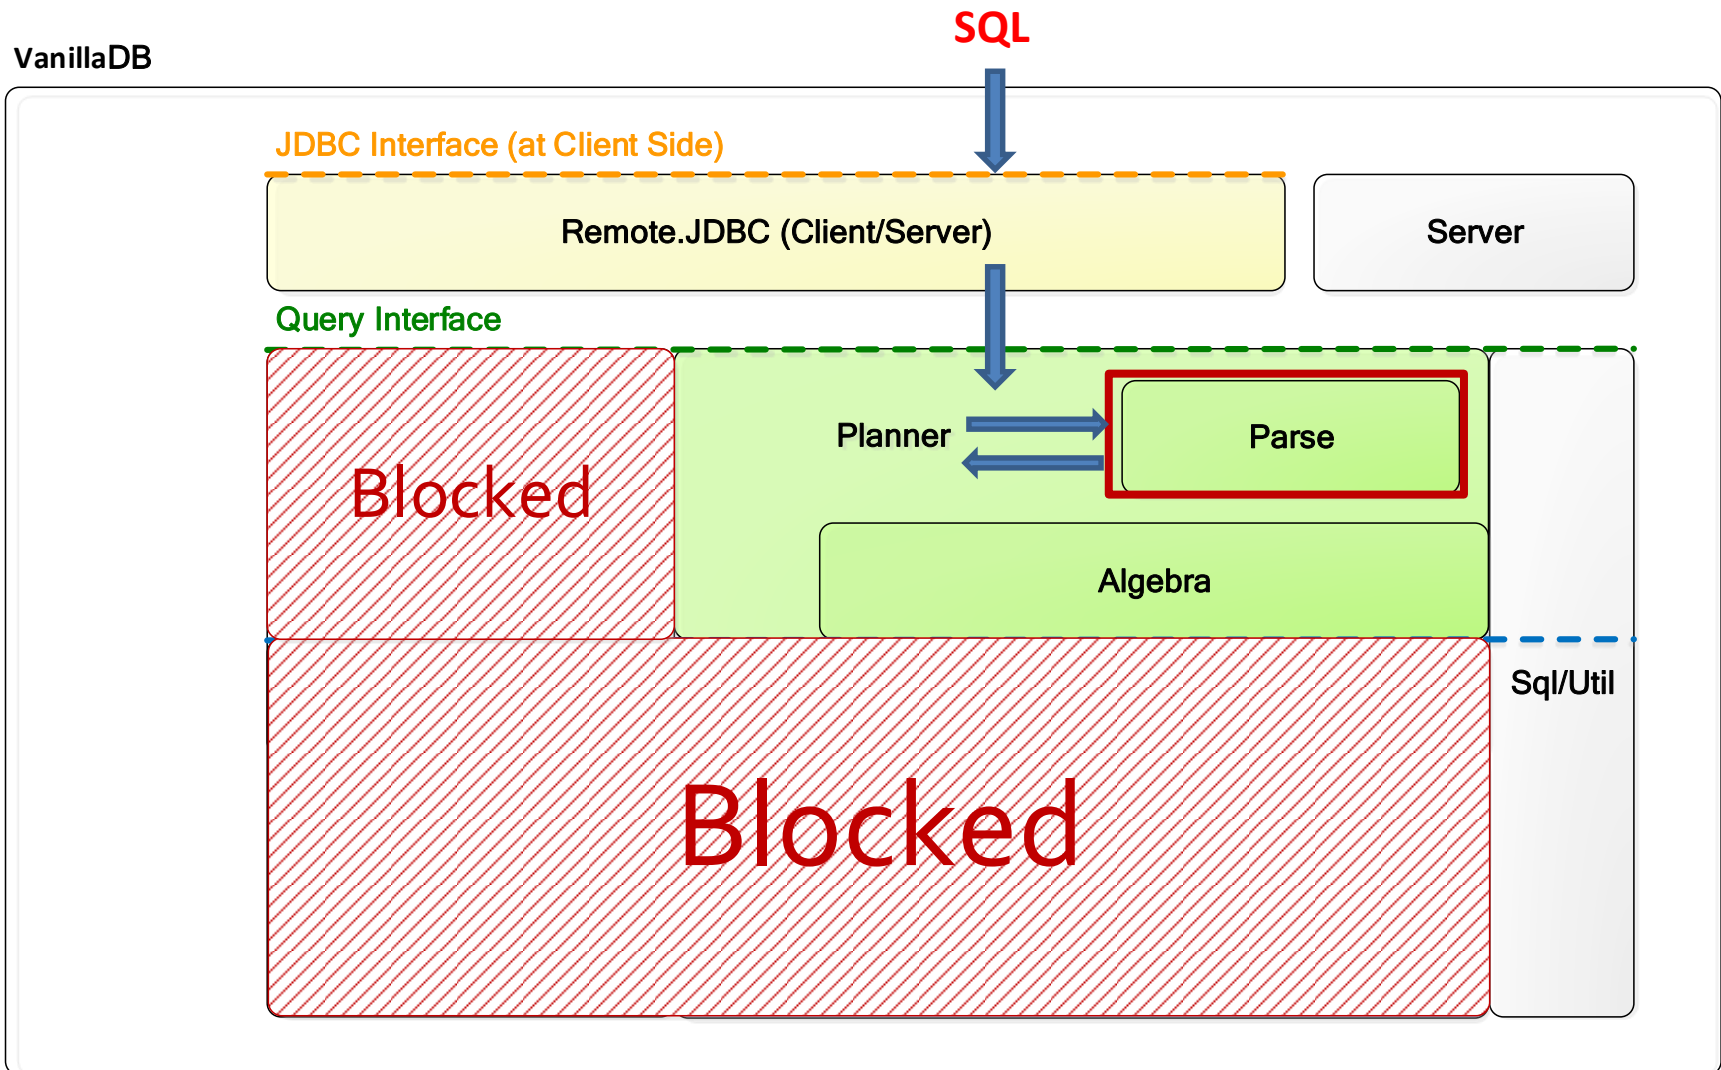 SQL
VanillaDB
JDBC Interface (at Client Side)
Remote.JDBC (Client/Server)
Server
Query Interface
Planner
Parse
Blocked
Algebra
Sql/Util
Blocked